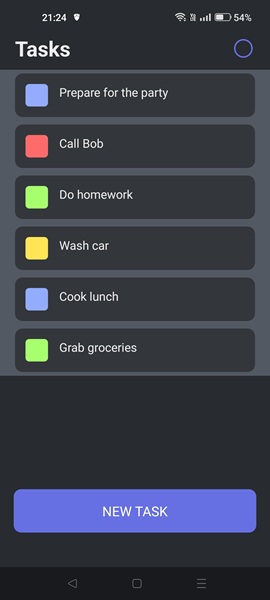 21:24
54%
Tasks
Prepare for the party
Call Bob
Do homework
Wash car
Cook lunch
Grab groceries
NEW TASK